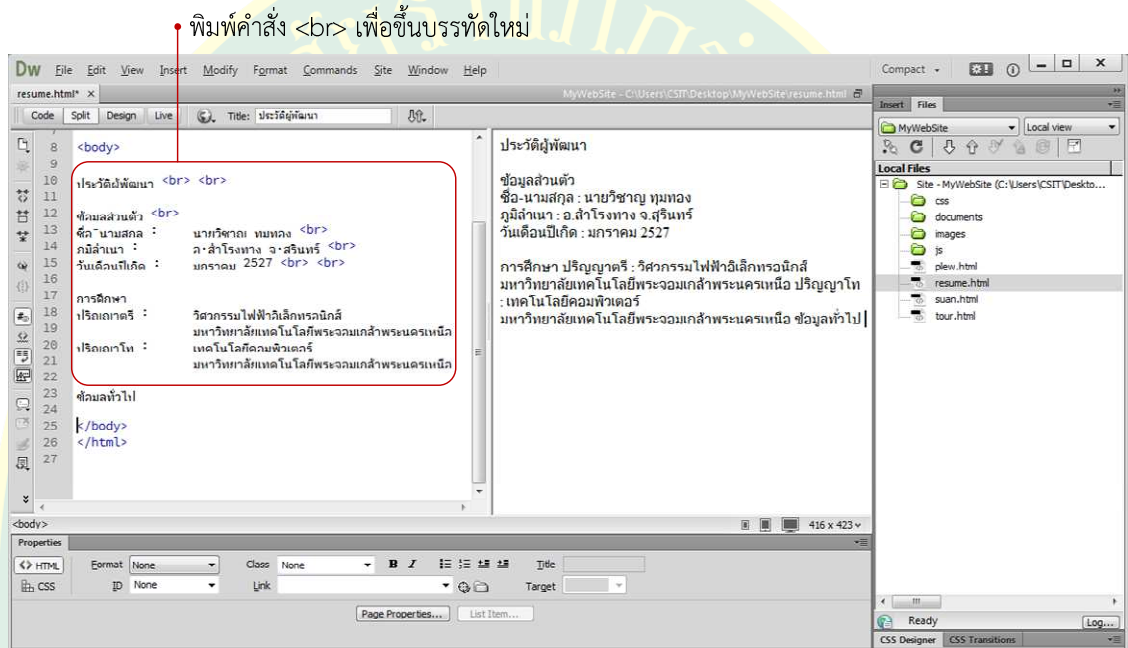 พิมพ์คำสั่ง <br> เพื่อขึ้นบรรทัดใหม่
Dw File Edit View Insert Modify Format Commands Site Window Help
Compact
resume.html* ×
MyWebSite - C:\Users\CSIT\Desktop\MyWebSite\resume.html
Code Split Design Live Title: ประวัติผู้พัฒนา
7
8 <body>
9
10 ประวัติผู้พัฒนา <br> <br>
11
12 ข้อมูลส่วนตัว <br>
13 ชื่อ-นามสกุล : นายวิชาญ ทุมทอง <br>
14 ภูมิลำเนา : อ.สำโรงทาง จ.สุรินทร์ <br>
15 วันเดือนปีเกิด : มกราคม 2527 <br> <br>
16
17 การศึกษา
18 ปริญญาตรี : วิศวกรรมไฟฟ้าอิเล็กทรอนิกส์
19 มหาวิทยาลัยเทคโนโลยีพระจอมเกล้าพระนครเหนือ
20 ปริญญาโท : เทคโนโลยีคอมพิวเตอร์
21 มหาวิทยาลัยเทคโนโลยีพระจอมเกล้าพระนครเหนือ
22
23 ข้อมูลทั่วไป
24
25 </body>
26 </html>
27
ประวัติผู้พัฒนา
ข้อมูลส่วนตัว
ชื่อ-นามสกุล : นายวิชาญ ทุมทอง
ภูมิลำเนา : อ.สำโรงทาง จ.สุรินทร์
วันเดือนปีเกิด : มกราคม 2527
การศึกษา ปริญญาตรี : วิศวกรรมไฟฟ้าอิเล็กทรอนิกส์
มหาวิทยาลัยเทคโนโลยีพระจอมเกล้าพระนครเหนือ ปริญญาโท
: เทคโนโลยีคอมพิวเตอร์
มหาวิทยาลัยเทคโนโลยีพระจอมเกล้าพระนครเหนือ ข้อมูลทั่วไป
Insert Files
MyWebSite Local view
Local Files
Site - MyWebSite (C:\Users\CSIT\Deskto...
css
documents
images
js
plew.html
resume.html
suan.html
tour.html
<body>
416 x 423
Properties
<> HTML Format None Class None B I Title
CSS ID None Link Target
Page Properties... List Item...
Ready Log...
CSS Designer CSS Transitions